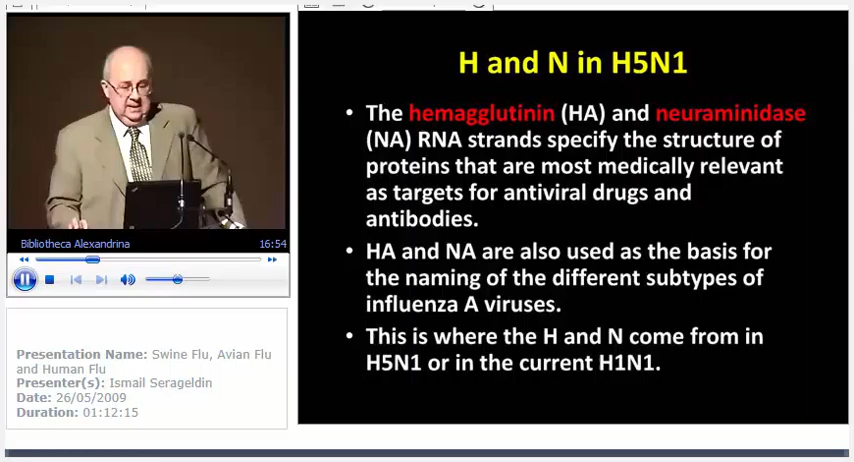 H and N in H5N1
• The hemagglutinin (HA) and neuraminidase
(NA) RNA strands specify the structure of
proteins that are most medically relevant
as targets for antiviral drugs and
antibodies.
• HA and NA are also used as the basis for
the naming of the different subtypes of
influenza A viruses.
• This is where the H and N come from in
H5N1 or in the current H1N1.
Bibliotheca Alexandrina 16:54
Presentation Name: Swine Flu, Avian Flu
and Human Flu
Presenter(s): Ismail Serageldin
Date: 26/05/2009
Duration: 01:12:15